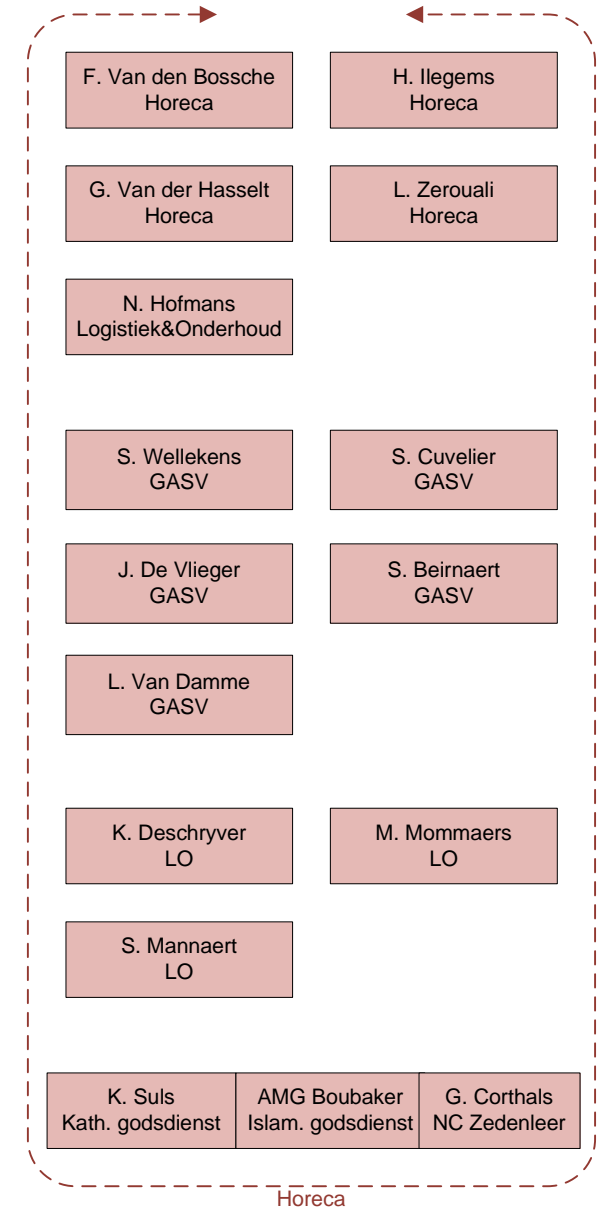 F. Van den Bossche
Horeca
H. Ilegems
Horeca
G. Van der Hasselt
Horeca
L. Zerouali
Horeca
N. Hofmans
Logistiek&Onderhoud
S. Wellekens
GASV
S. Cuvelier
GASV
J. De Vlieger
GASV
S. Beirnaert
GASV
L. Van Damme
GASV
K. Deschryver
LO
M. Mommaers
LO
S. Mannaert
LO
K. Suls
Kath. godsdienst
AMG Boubaker
Islam. godsdienst
G. Corthals
NC Zedenleer
Horeca